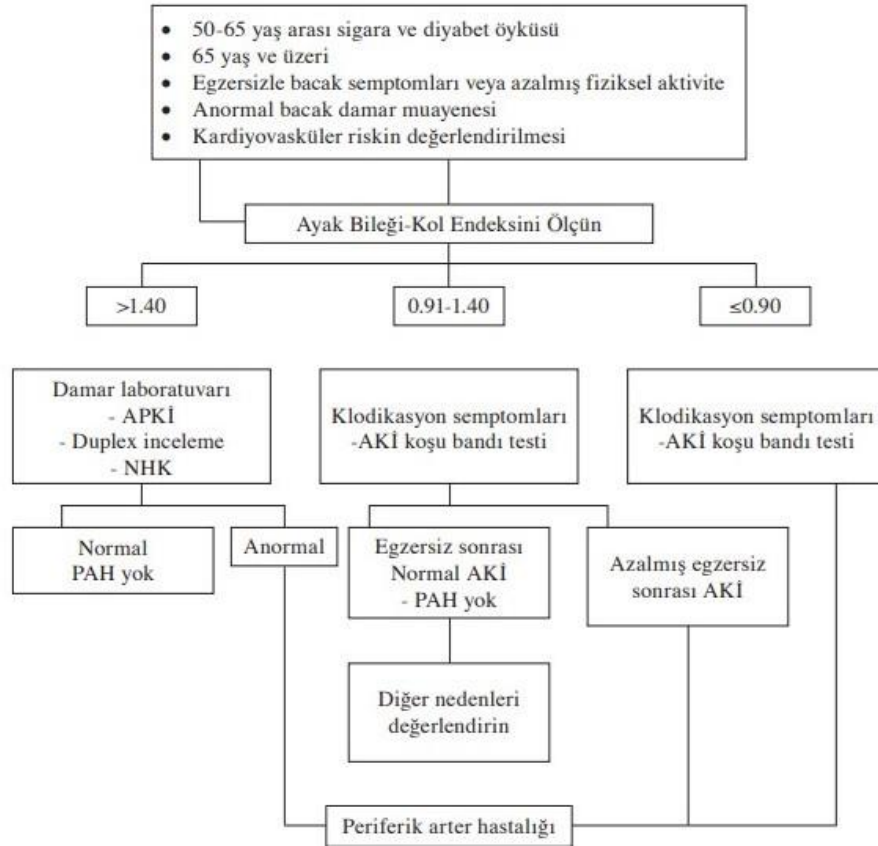 • 50-65 yaş arası sigara ve diyabet öyküsü
• 65 yaş ve üzeri
• Egzersizle bacak semptomları veya azalmış fiziksel aktivite
• Anormal bacak damar muayenesi
• Kardiyovasküler riskin değerlendirilmesi
Ayak Bileği-Kol Endeksini Ölçün
>1.40
0.91-1.40
≤0.90
Damar laboratuvarı
- APKİ
- Duplex inceleme
- NHK
Klodikasyon semptomları
-AKİ koşu bandı testi
Klodikasyon semptomları
-AKİ koşu bandı testi
Normal
PAH yok
Anormal
Egzersiz sonrası
Normal AKİ
- PAH yok
Azalmış egzersiz
sonrası AKİ
Diğer nedenleri
değerlendirin
Periferik arter hastalığı